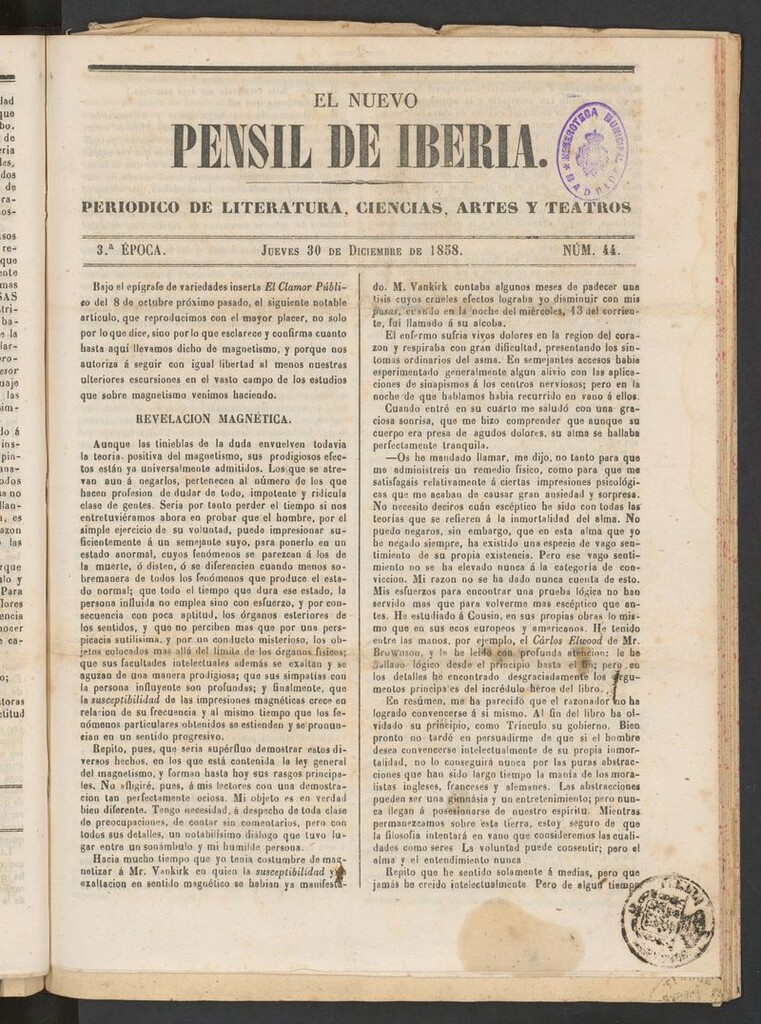 EL NUEVO
PENSIL DE IBERIA.
HEMEROTECA MUNICIPAL
MADRID
PERIODICO DE LITERATURA, CIENCIAS, ARTES Y TEATROS
3.ª ÉPOCA. JUEVES 30 DE DICIEMBRE DE 1858. NÚM. 44.
Bajo el epígrafe de variedades inserta El Clamor Públi-
co del 8 de octubre próximo pasado, el siguiente notable
artículo, que reproducimos con el mayor placer, no solo
por lo que dice, sino por lo que esclarece y confirma cuanto
hasta aquí llevamos dicho de magnetismo, y porque nos
autoriza á seguir con igual libertad al menos nuestras
ulteriores escursiones en el vasto campo de los estudios
que sobre magnetismo venimos haciendo.
REVELACION MAGNÉTICA.
Aunque las tinieblas de la duda envuelven todavia
la teoría positiva del magnetismo, sus prodigiosos efec-
tos están ya universalmente admitidos. Los que se atre-
van aun á negarlos, pertenecen al número de los que
hacen profesion de dudar de todo, impotente y ridícula
clase de gentes. Seria por tanto perder el tiempo si nos
entretuviéramos ahora en probar que el hombre, por el
simple ejercicio de su voluntad, puede impresionar su-
ficientemente á un semejante suyo, para ponerlo en un
estado anormal, cuyos fenómenos se parezcan á los de
la muerte, ó disten, ó se diferencien cuando menos so-
bremanera de todos los fenómenos que produce el esta-
do normal; que todo el tiempo que dura ese estado, la
persona influida no emplea sino con esfuerzo, y por con-
secuencia con poca aptitud, los órganos esteriores de
los sentidos, y que no perciben mas que por una pers-
picacia sutilísima, y por un conducto misterioso, los ob-
jetos colocados mas allá del límite de los órganos físicos;
que sus facultades intelectuales además se exaltan y se
aguzan de una manera prodigiosa; que sus simpatías con
la persona influyente son profundas; y finalmente, que
la susceptibilidad de las impresiones magnéticas crece en
relacion de su frecuencia y al mismo tiempo que los fe-
nómenos particulares obtenidos se estienden y se pronun-
cian en un sentido progresivo.
Repito, pues, que seria supérfluo demostrar estos di-
versos hechos, en los que está contenida la ley general
del magnetismo, y forman hasta hoy sus rasgos principa-
les. No afligiré, pues, á mis lectores con una demostra-
cion tan perfectamente ociosa. Mi objeto es en verdad
bien diferente. Tengo necesidad, á despecho de toda clase
de preocupaciones, de contar sin comentarios, pero con
todos sus detalles, un notabilísimo diálogo que tuvo lu-
gar entre un sonámbulo y mi humilde persona.
Hacia mucho tiempo que yo tenia costumbre de mag-
netizar á Mr. Vankirk en quien la susceptibilidad y
exaltacion en sentido magnético se habian ya manifesta-
do. M. Vankirk contaba algunos meses de padecer una
tisis cuyos crueles efectos lograba yo disminuir con mis
pasas, cuando en la noche del miércoles, 13 del corrien-
te, fui llamado á su alcoba.
El enfermo sufria vivos dolores en la region del cora-
zon y respiraba con gran dificultad, presentando los sín-
tomas ordinarios del asma. En semejantes accesos habia
esperimentado generalmente algun alivio con las aplica-
ciones de sinapismos á los centros nerviosos; pero en la
noche de que hablamos habia recurrido en vano á ellos.
Cuando entré en su cuarto me saludó con una gra-
ciosa sonrisa, que me hizo comprender que aunque su
cuerpo era presa de agudos dolores, su alma se hallaba
perfectamente tranquila.
—Os he mandado llamar, me dijo, no tanto para que
me administreis un remedio físico, como para que me
satisfagais relativamente á ciertas impresiones psicológi-
cas que me acaban de causar gran ansiedad y sorpresa.
No necesito deciros cuán escéptico he sido con todas las
teorías que se refieren á la inmortalidad del alma. No
puedo negaros, sin embargo, que en esta alma que yo
he negado siempre, ha existido una especie de vago sen-
timiento de su propia existencia. Pero ese vago senti-
miento no se ha elevado nunca á la categoría de con-
viccion. Mi razon no se ha dado nunca cuenta de esto.
Mis esfuerzos para encontrar una prueba lógica no han
servido mas que para volverme mas escéptico que an-
tes. He estudiado á Cousin, en sus propias obras lo mis-
mo que en sus ecos europeos y americanos. He tenido
entre las manos, por ejemplo, el Cárlos Elwood de Mr.
Brownson, y le he leido con profunda atencion; le he
hallado lógico desde el principio hasta el fin; pero en
los detalles he encontrado desgraciadamente los argu-
mentos principales del incrédulo héroe del libro.
En resúmen, me ha parecido que el razonador no ha
logrado convencerse á si mismo. Al fin del libro ha ol-
vidado su principio, como Trínculo su gobierno. Bien
pronto no tardé en persuadirme de que si el hombre
desea convencerse intelectualmente de su propia inmor-
talidad, no lo conseguirá nunca por las puras abstraccio-
nes que han sido largo tiempo la manía de los mora-
listas ingleses, franceses y alemanes. Las abstracciones
pueden ser una gimnásia y un entretenimiento; pero nun-
ca llegan á posesionarse de nuestro espíritu. Mientras
permanezcamos sobre esta tierra, estoy seguro de que
la filosofía intentará en vano que consideremos las cuali-
dades como seres La voluntad puede consentir; pero el
alma y el entendimiento nunca
Repito que he sentido solamente á medias, pero que
jamás he creido intelectualmente. Pero de algun tiempo